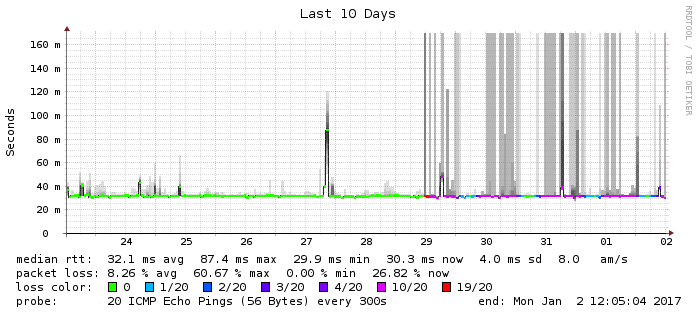 Last 10 Days
RRDTOOL / TOBI OETIKER
Seconds
160 m
140 m
120 m
100 m
80 m
60 m
40 m
20 m
0
24 25 26 27 28 29 30 31 01 02
median rtt: 32.1 ms avg 87.4 ms max 29.9 ms min 30.3 ms now 4.0 ms sd 8.0 am/s
packet loss: 8.26 % avg 60.67 % max 0.00 % min 26.82 % now
loss color: 0 1/20 2/20 3/20 4/20 10/20 19/20
probe: 20 ICMP Echo Pings (56 Bytes) every 300s end: Mon Jan 2 12:05:04 2017